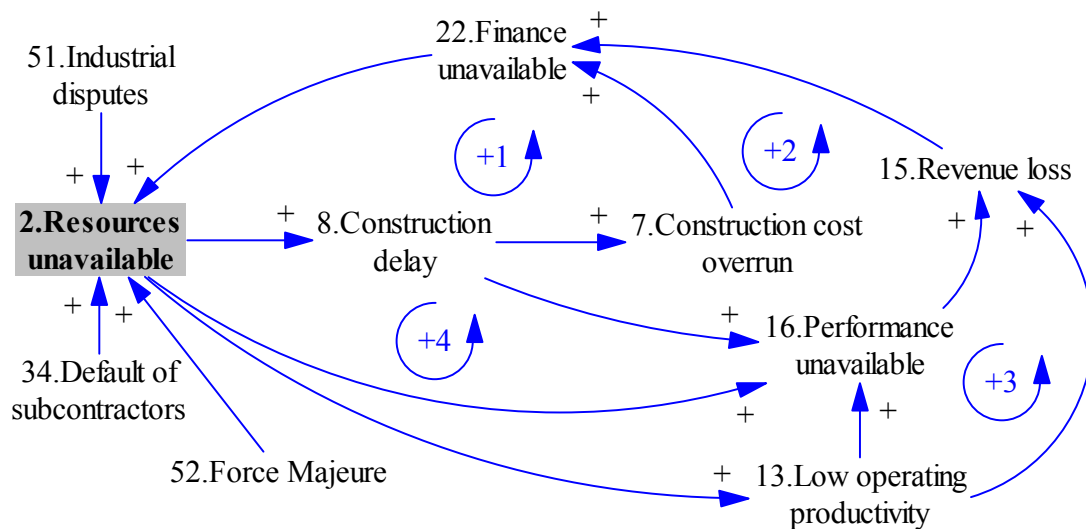 22.Finance
unavailable
+
+
51.Industrial
disputes
+
+
+1
+2
15.Revenue loss
2.Resources
unavailable
+
8.Construction
delay
+
7.Construction cost
overrun
+
+
+
+
34.Default of
subcontractors
+4
+
16.Performance
unavailable
+3
+
+
52.Force Majeure
+
13.Low operating
productivity